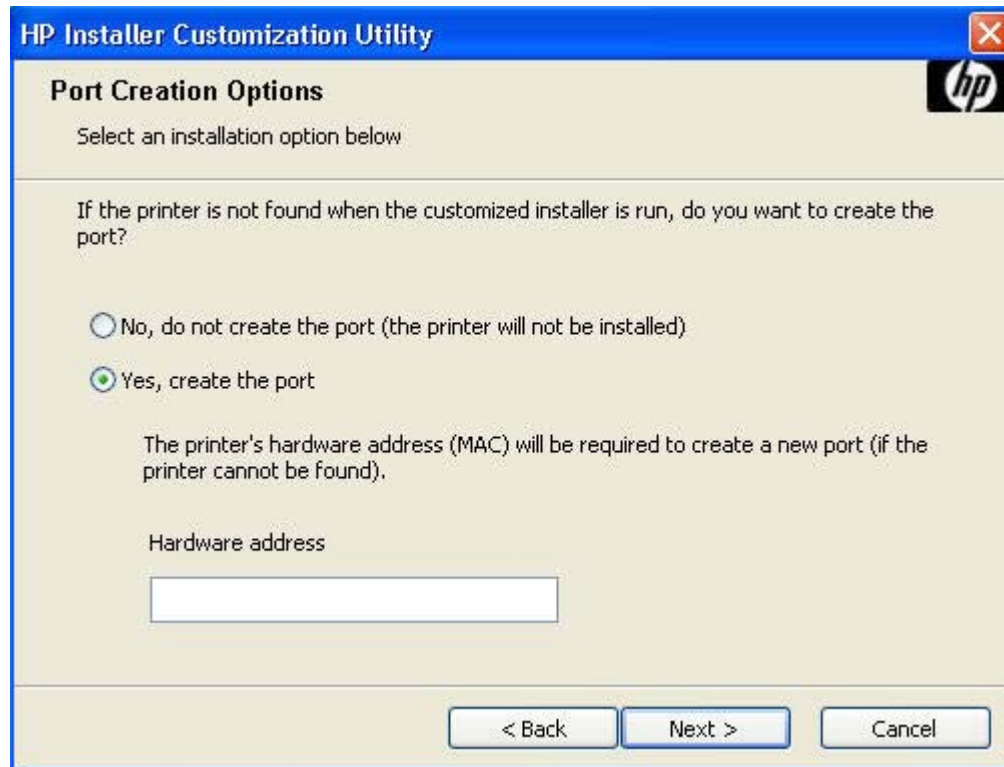 HP Installer Customization Utility
hp
Port Creation Options
Select an installation option below
If the printer is not found when the customized installer is run, do you want to create the
port?
No, do not create the port (the printer will not be installed)
Yes, create the port
The printer's hardware address (MAC) will be required to create a new port (if the
printer cannot be found).
Hardware address
< Back
Next >
Cancel